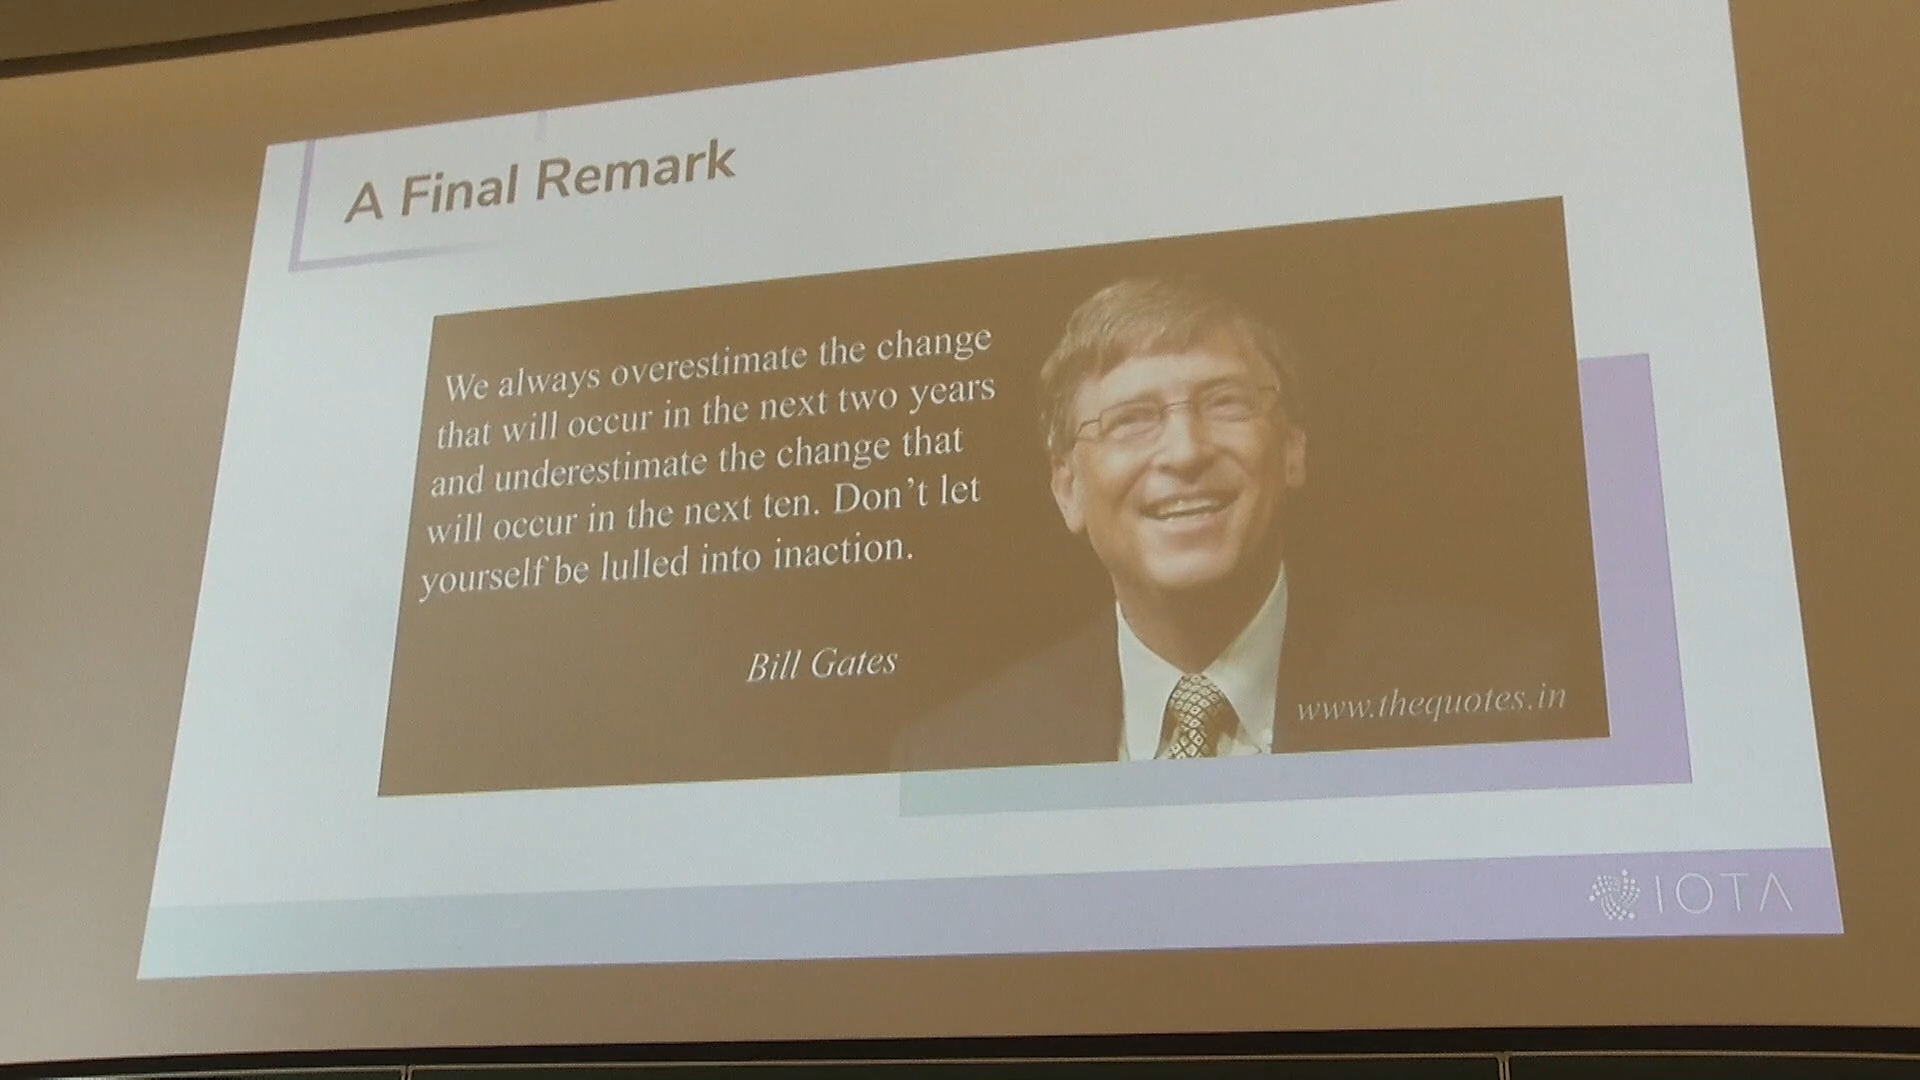 A Final Remark
We always overestimate the change
that will occur in the next two years
and underestimate the change that
will occur in the next ten. Don't let
yourself be lulled into inaction.
Bill Gates
www.thequotes.in
IOTA